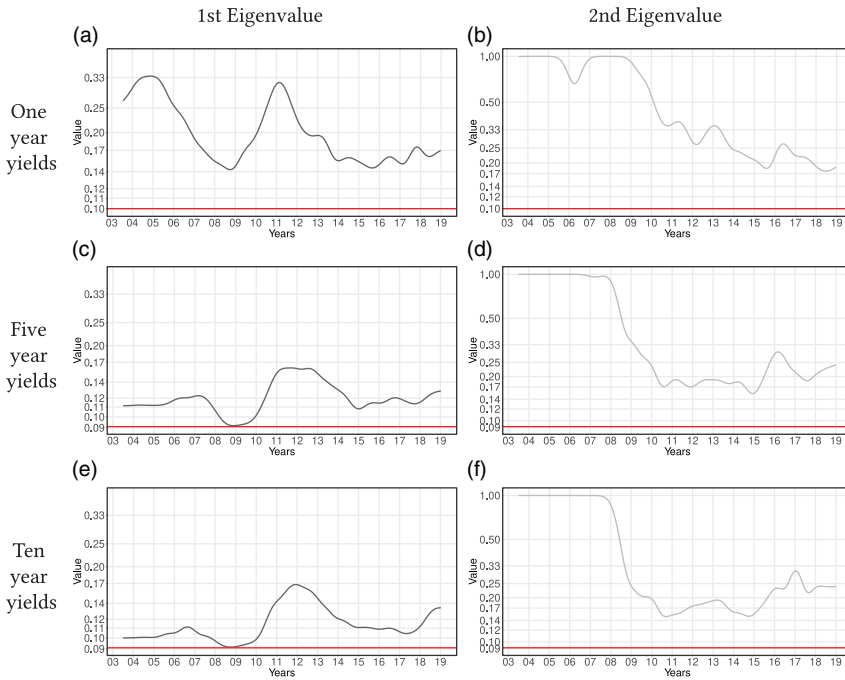 1st Eigenvalue
2nd Eigenvalue
One
year
yields
(a)
Value
0.33
0.25
0.20
0.17
0.14
0.12
0.11
0.10
03 04 05 06 07 08 09 10 11 12 13 14 15 16 17 18 19
Years
(b)
Value
1.00
0.50
0.33
0.25
0.20
0.17
0.14
0.12
0.10
03 04 05 06 07 08 09 10 11 12 13 14 15 16 17 18 19
Years
Five
year
yields
(c)
Value
0.33
0.25
0.20
0.17
0.14
0.12
0.11
0.10
0.09
03 04 05 06 07 08 09 10 11 12 13 14 15 16 17 18 19
Years
(d)
Value
1.00
0.50
0.33
0.25
0.20
0.17
0.14
0.12
0.10
0.09
03 04 05 06 07 08 09 10 11 12 13 14 15 16 17 18 19
Years
Ten
year
yields
(e)
Value
0.33
0.25
0.20
0.17
0.14
0.12
0.11
0.10
0.09
03 04 05 06 07 08 09 10 11 12 13 14 15 16 17 18 19
Years
(f)
Value
1.00
0.50
0.33
0.25
0.20
0.17
0.14
0.12
0.10
0.09
03 04 05 06 07 08 09 10 11 12 13 14 15 16 17 18 19
Years